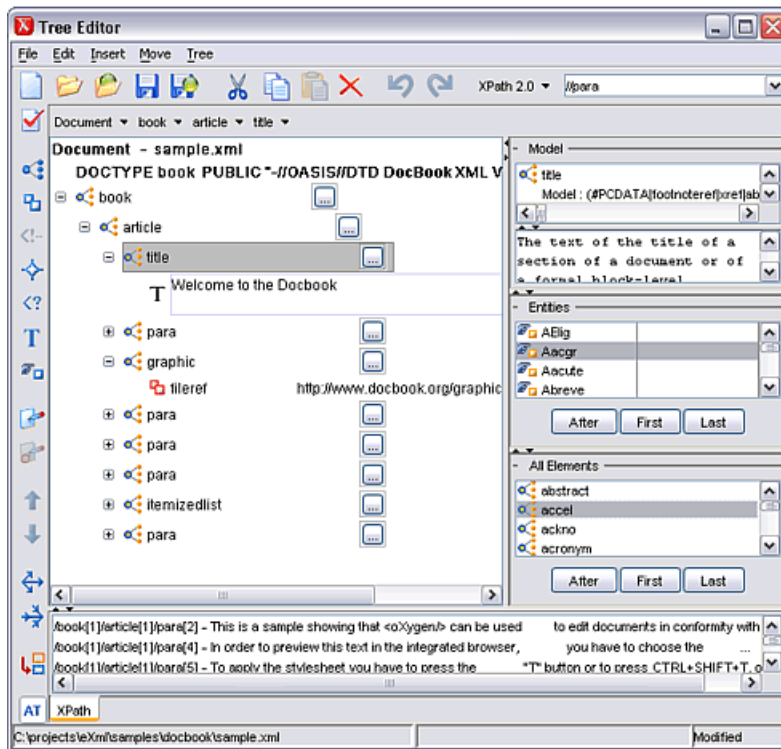 Tree Editor
File Edit Insert Move Tree
XPath 2.0 //para
Document book article title
Document - sample.xml
DOCTYPE book PUBLIC "-//OASIS//DTD DocBook XML V
book ...
article ...
title ...
T Welcome to the Docbook
para ...
graphic ...
fileref http://www.docbook.org/graphic
para ...
para ...
para ...
itemizedlist ...
para ...
Model
title
Model : (#PCDATA|footnoteref|xref|ab
The text of the title of a
section of a document or of
a formal block-level
Entities
AElig
Aacgr
Aacute
Abreve
After First Last
All Elements
abstract
accel
ackno
acronym
After First Last
/book[1]/article[1]/para[2] - This is a sample showing that <oXygen/> can be used to edit documents in conformity with
/book[1]/article[1]/para[4] - In order to preview this text in the integrated browser, you have to choose the ...
/book[1]/article[1]/para[5] - To apply the stylesheet you have to press the "T" button or to press CTRL+SHIFT+T, o
AT XPath
C:\projects\eXml\samples\docbook\sample.xml Modified